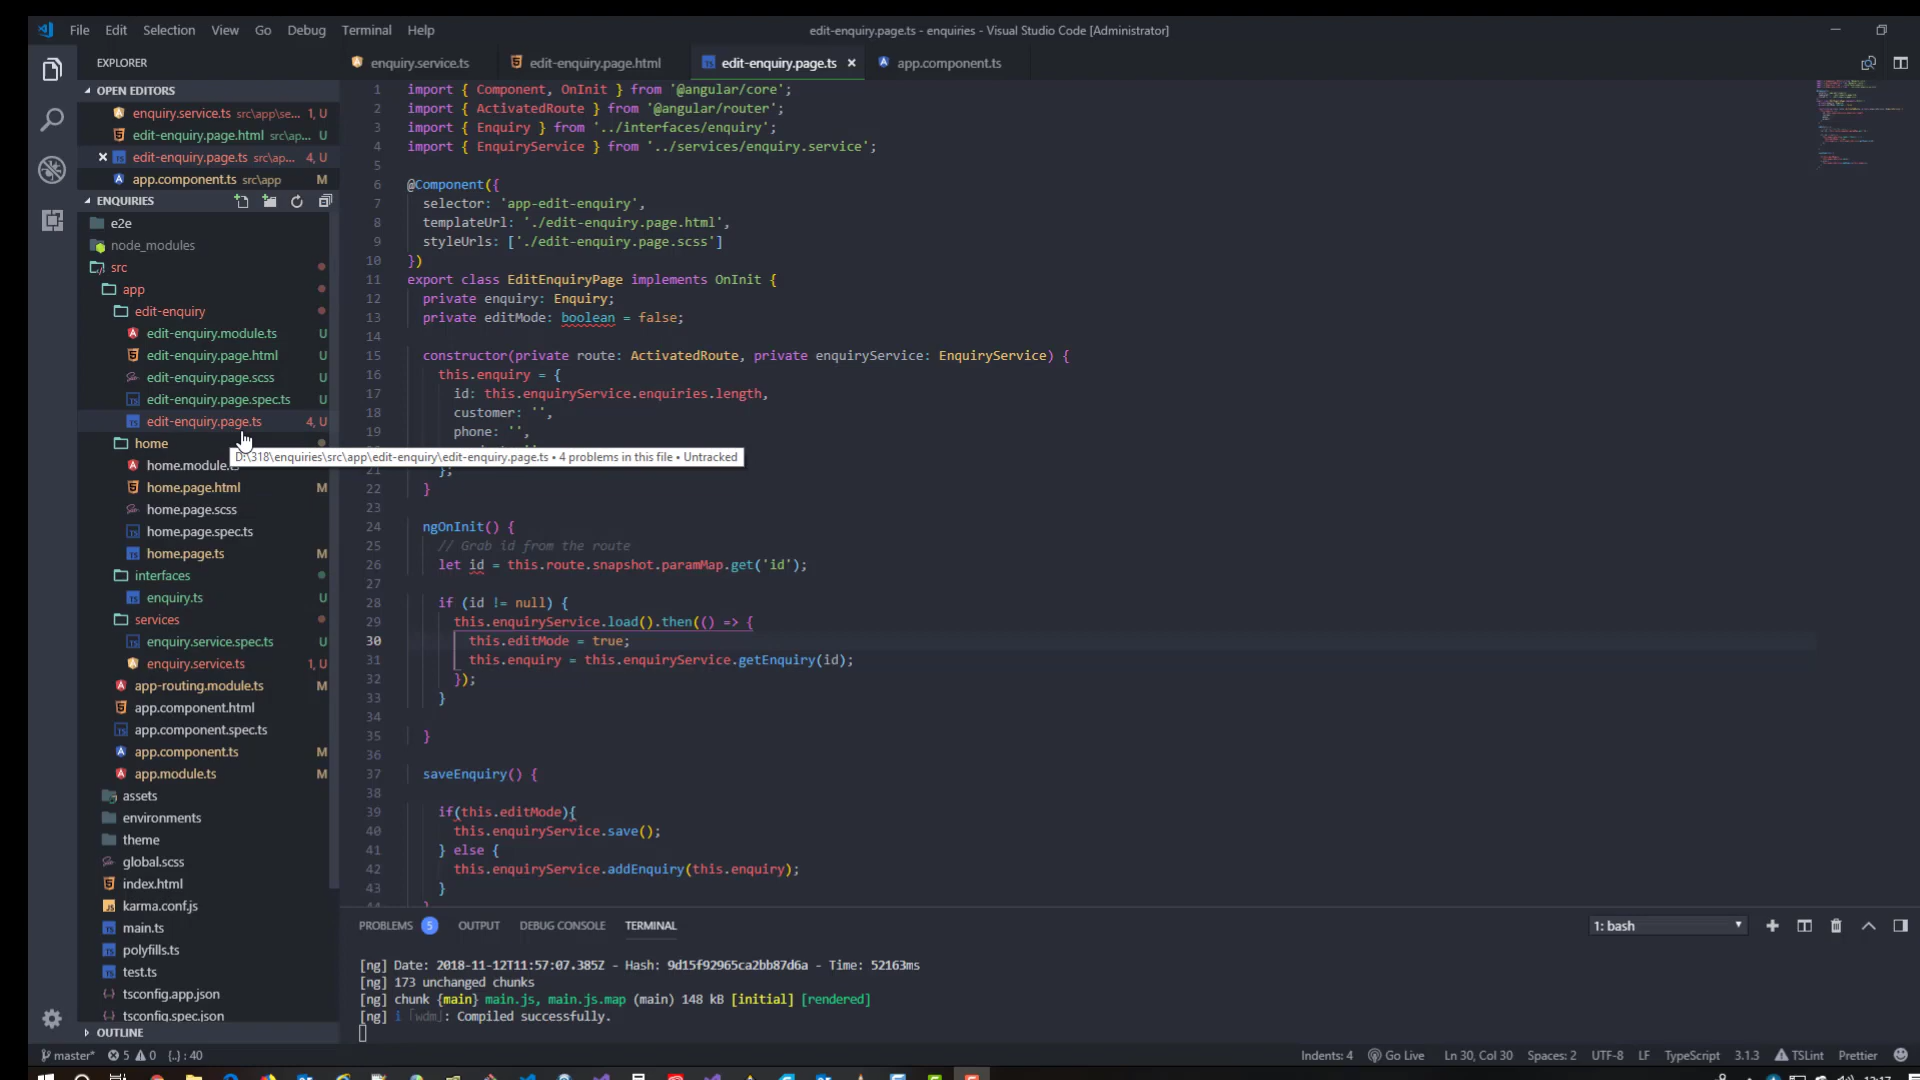 File Edit Selection View Go Debug Terminal Help
edit-enquiry.page.ts - enquiries - Visual Studio Code [Administrator]
EXPLORER
enquiry.service.ts
edit-enquiry.page.html
edit-enquiry.page.ts
app.component.ts
OPEN EDITORS
enquiry.service.ts src\app\se... 1, U
edit-enquiry.page.html src\ap... U
edit-enquiry.page.ts src\ap... 4, U
app.component.ts src\app M
ENQUIRIES
e2e
node_modules
src
app
edit-enquiry
edit-enquiry.module.ts U
edit-enquiry.page.html U
edit-enquiry.page.scss U
edit-enquiry.page.spec.ts U
edit-enquiry.page.ts 4, U
home
home.module.t
home.page.html M
home.page.scss
home.page.spec.ts
home.page.ts M
interfaces
enquiry.ts U
services
enquiry.service.spec.ts U
enquiry.service.ts 1, U
app-routing.module.ts M
app.component.html
app.component.spec.ts
app.component.ts M
app.module.ts M
assets
environments
theme
global.scss
index.html
karma.conf.js
main.ts
polyfills.ts
test.ts
tsconfig.app.json
tsconfig.spec.json
OUTLINE
D:\318\enquiries\src\app\edit-enquiry\edit-enquiry.page.ts • 4 problems in this file • Untracked
1 import { Component, OnInit } from '@angular/core';
2 import { ActivatedRoute } from '@angular/router';
3 import { Enquiry } from '../interfaces/enquiry';
4 import { EnquiryService } from '../services/enquiry.service';
5
6 @Component({
7 selector: 'app-edit-enquiry',
8 templateUrl: './edit-enquiry.page.html',
9 styleUrls: ['./edit-enquiry.page.scss']
10 })
11 export class EditEnquiryPage implements OnInit {
12 private enquiry: Enquiry;
13 private editMode: boolean = false;
14
15 constructor(private route: ActivatedRoute, private enquiryService: EnquiryService) {
16 this.enquiry = {
17 id: this.enquiryService.enquiries.length,
18 customer: '',
19 phone: '',
21 };
22 }
23
24 ngOnInit() {
25 // Grab id from the route
26 let id = this.route.snapshot.paramMap.get('id');
27
28 if (id != null) {
29 this.enquiryService.load().then(() => {
30 this.editMode = true;
31 this.enquiry = this.enquiryService.getEnquiry(id);
32 });
33 }
34
35 }
36
37 saveEnquiry() {
38
39 if(this.editMode){
40 this.enquiryService.save();
41 } else {
42 this.enquiryService.addEnquiry(this.enquiry);
43 }
PROBLEMS 5 OUTPUT DEBUG CONSOLE TERMINAL 1: bash
[ng] Date: 2018-11-12T11:57:07.385Z - Hash: 9d15f92965ca2bb87d6a - Time: 52163ms
[ng] 173 unchanged chunks
[ng] chunk {main} main.js, main.js.map (main) 148 kB [initial] [rendered]
[ng] i ｢wdm｣: Compiled successfully.
master* 5 0 {..} : 40 Indents: 4 Go Live Ln 30, Col 30 Spaces: 2 UTF-8 LF TypeScript 3.1.3 TSLint Prettier